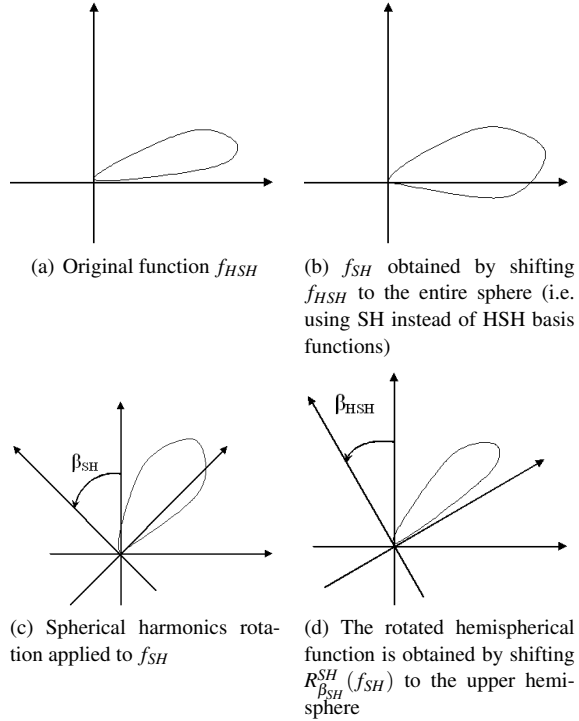 (a) Original function f_HSH
(b) f_SH obtained by shifting
f_HSH to the entire sphere (i.e.
using SH instead of HSH basis
functions)
β_SH
β_HSH
(c) Spherical harmonics rota-
tion applied to f_SH
(d) The rotated hemispherical
function is obtained by shifting
R^SH_β_SH (f_SH) to the upper hemi-
sphere